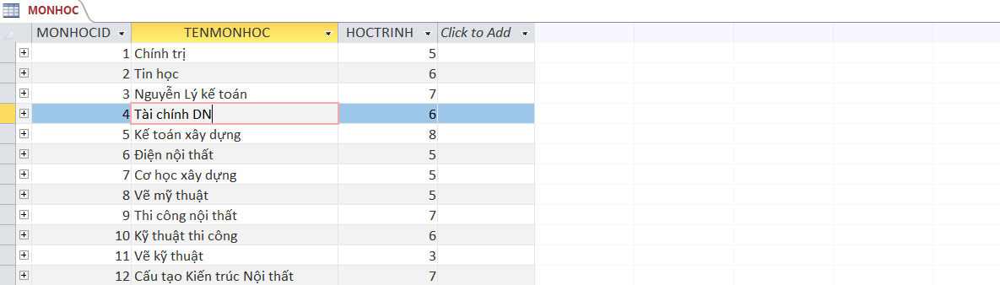 MONHOC
MONHOCID TENMONHOC HOCTRINH Click to Add
1 Chính trị 5
2 Tin học 6
3 Nguyễn Lý kế toán 7
4 Tài chính DN 6
5 Kế toán xây dựng 8
6 Điện nội thất 5
7 Cơ học xây dựng 5
8 Vẽ mỹ thuật 5
9 Thi công nội thất 7
10 Kỹ thuật thi công 6
11 Vẽ kỹ thuật 3
12 Cấu tạo Kiến trúc Nội thất 7